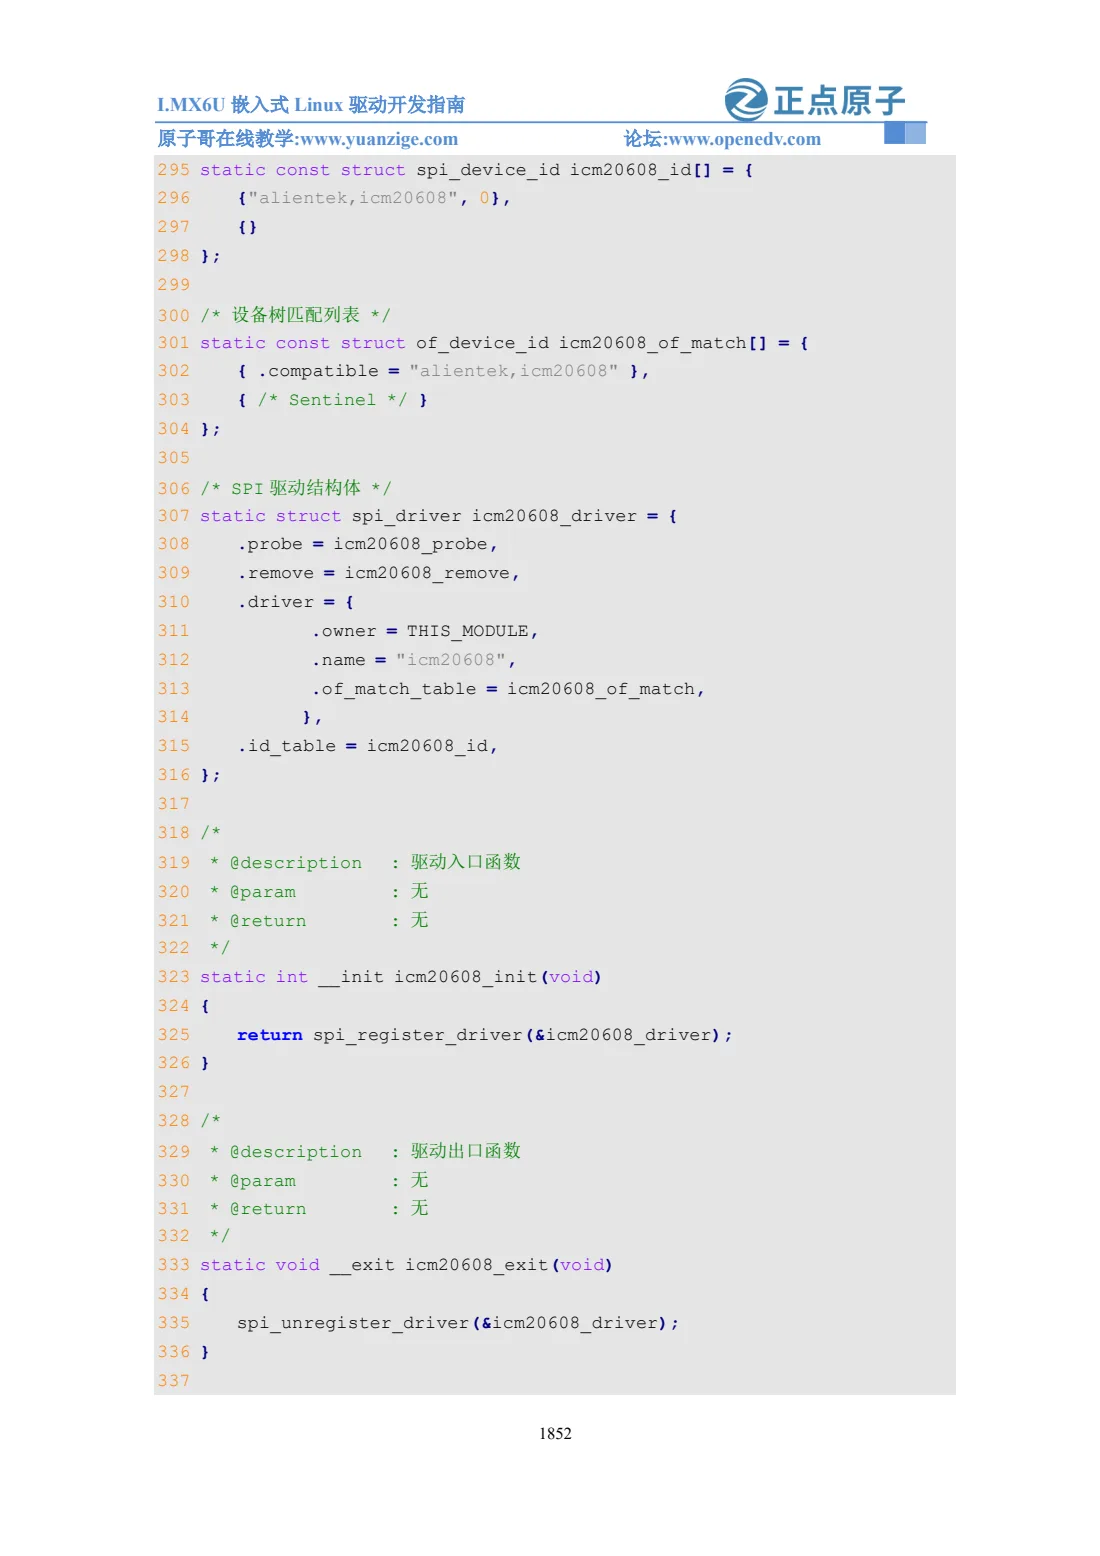 I.MX6U 嵌入式 Linux 驱动开发指南
正点原子
原子哥在线教学:www.yuanzige.com 论坛:www.openedv.com
295 static const struct spi_device_id icm20608_id[] = {
296 {"alientek,icm20608", 0},
297 {}
298 };
299
300 /* 设备树匹配列表 */
301 static const struct of_device_id icm20608_of_match[] = {
302 { .compatible = "alientek,icm20608" },
303 { /* Sentinel */ }
304 };
305
306 /* SPI 驱动结构体 */
307 static struct spi_driver icm20608_driver = {
308 .probe = icm20608_probe,
309 .remove = icm20608_remove,
310 .driver = {
311 .owner = THIS_MODULE,
312 .name = "icm20608",
313 .of_match_table = icm20608_of_match,
314 },
315 .id_table = icm20608_id,
316 };
317
318 /*
319 * @description : 驱动入口函数
320 * @param : 无
321 * @return : 无
322 */
323 static int __init icm20608_init(void)
324 {
325 return spi_register_driver(&icm20608_driver);
326 }
327
328 /*
329 * @description : 驱动出口函数
330 * @param : 无
331 * @return : 无
332 */
333 static void __exit icm20608_exit(void)
334 {
335 spi_unregister_driver(&icm20608_driver);
336 }
337
1852